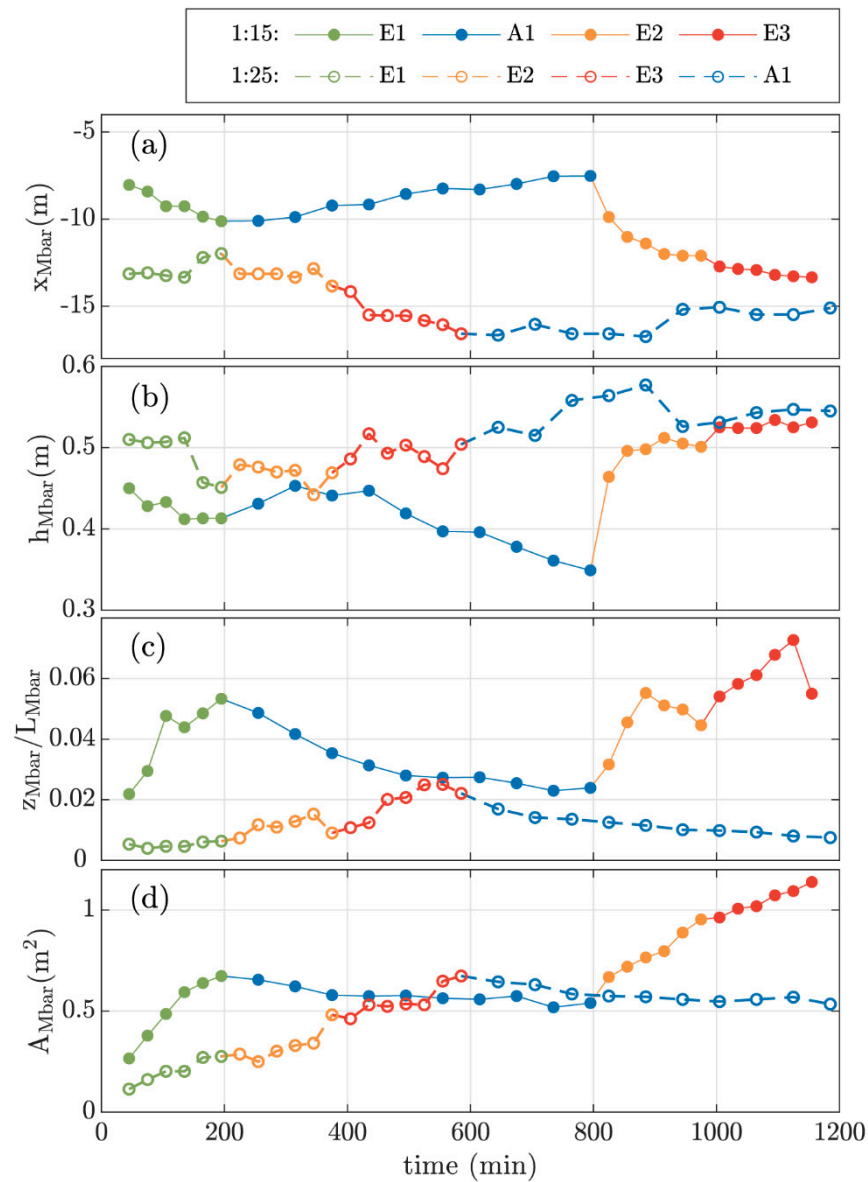 1:15: E1 A1 E2 E3
1:25: E1 E2 E3 A1
(a)
-5
-10
-15
x_Mbar(m)
(b)
0.6
0.5
0.4
0.3
h_Mbar(m)
(c)
0.06
0.04
0.02
0
z_Mbar/L_Mbar
(d)
1
0.5
0
A_Mbar(m²)
0 200 400 600 800 1000 1200
time (min)